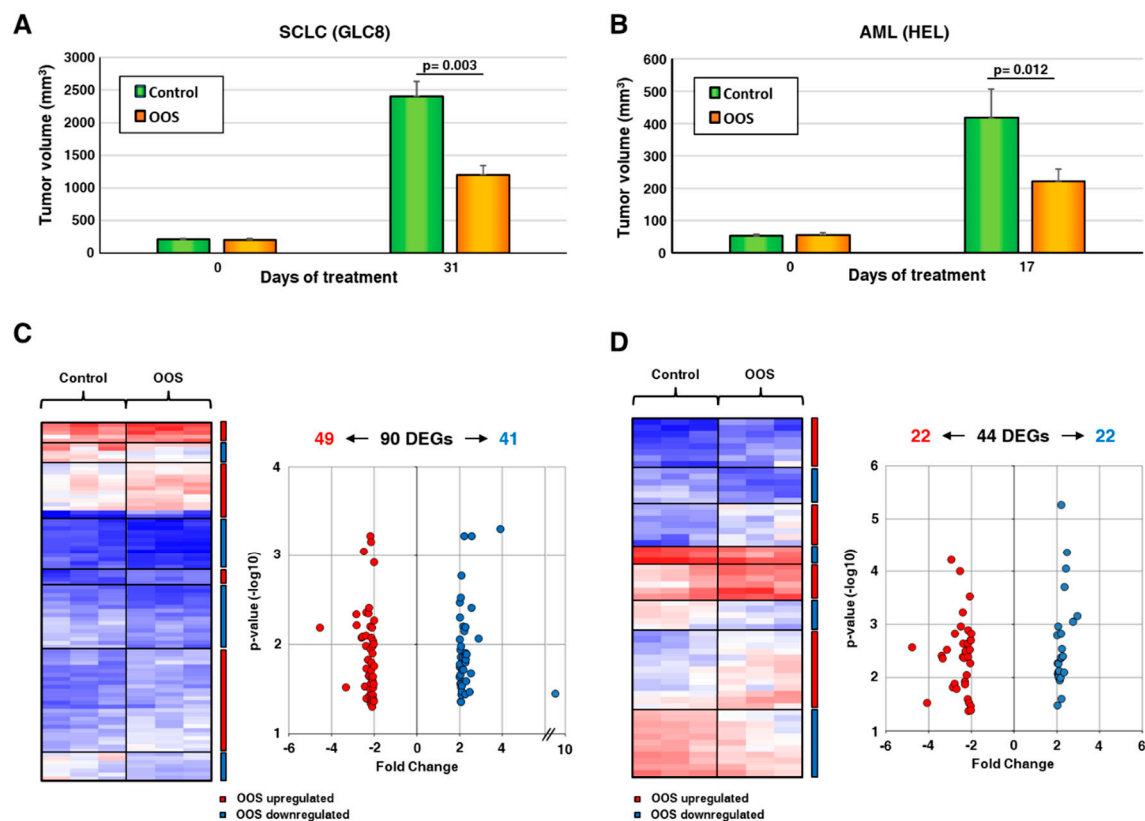 A
SCLC (GLC8)
Tumor volume (mm³)
3000
2500
2000
1500
1000
500
0
Control
OOS
p= 0.003
0
31
Days of treatment
B
AML (HEL)
Tumor volume (mm³)
600
500
400
300
200
100
0
Control
OOS
p= 0.012
0
17
Days of treatment
C
Control
OOS
49 ← 90 DEGs → 41
p-value (-log10)
4
3
2
1
-6
-4
-2
0
2
4
10
Fold Change
OOS upregulated
OOS downregulated
D
Control
OOS
22 ← 44 DEGs → 22
p-value (-log10)
6
5
4
3
2
1
-6
-4
-2
0
2
4
6
Fold Change
OOS upregulated
OOS downregulated